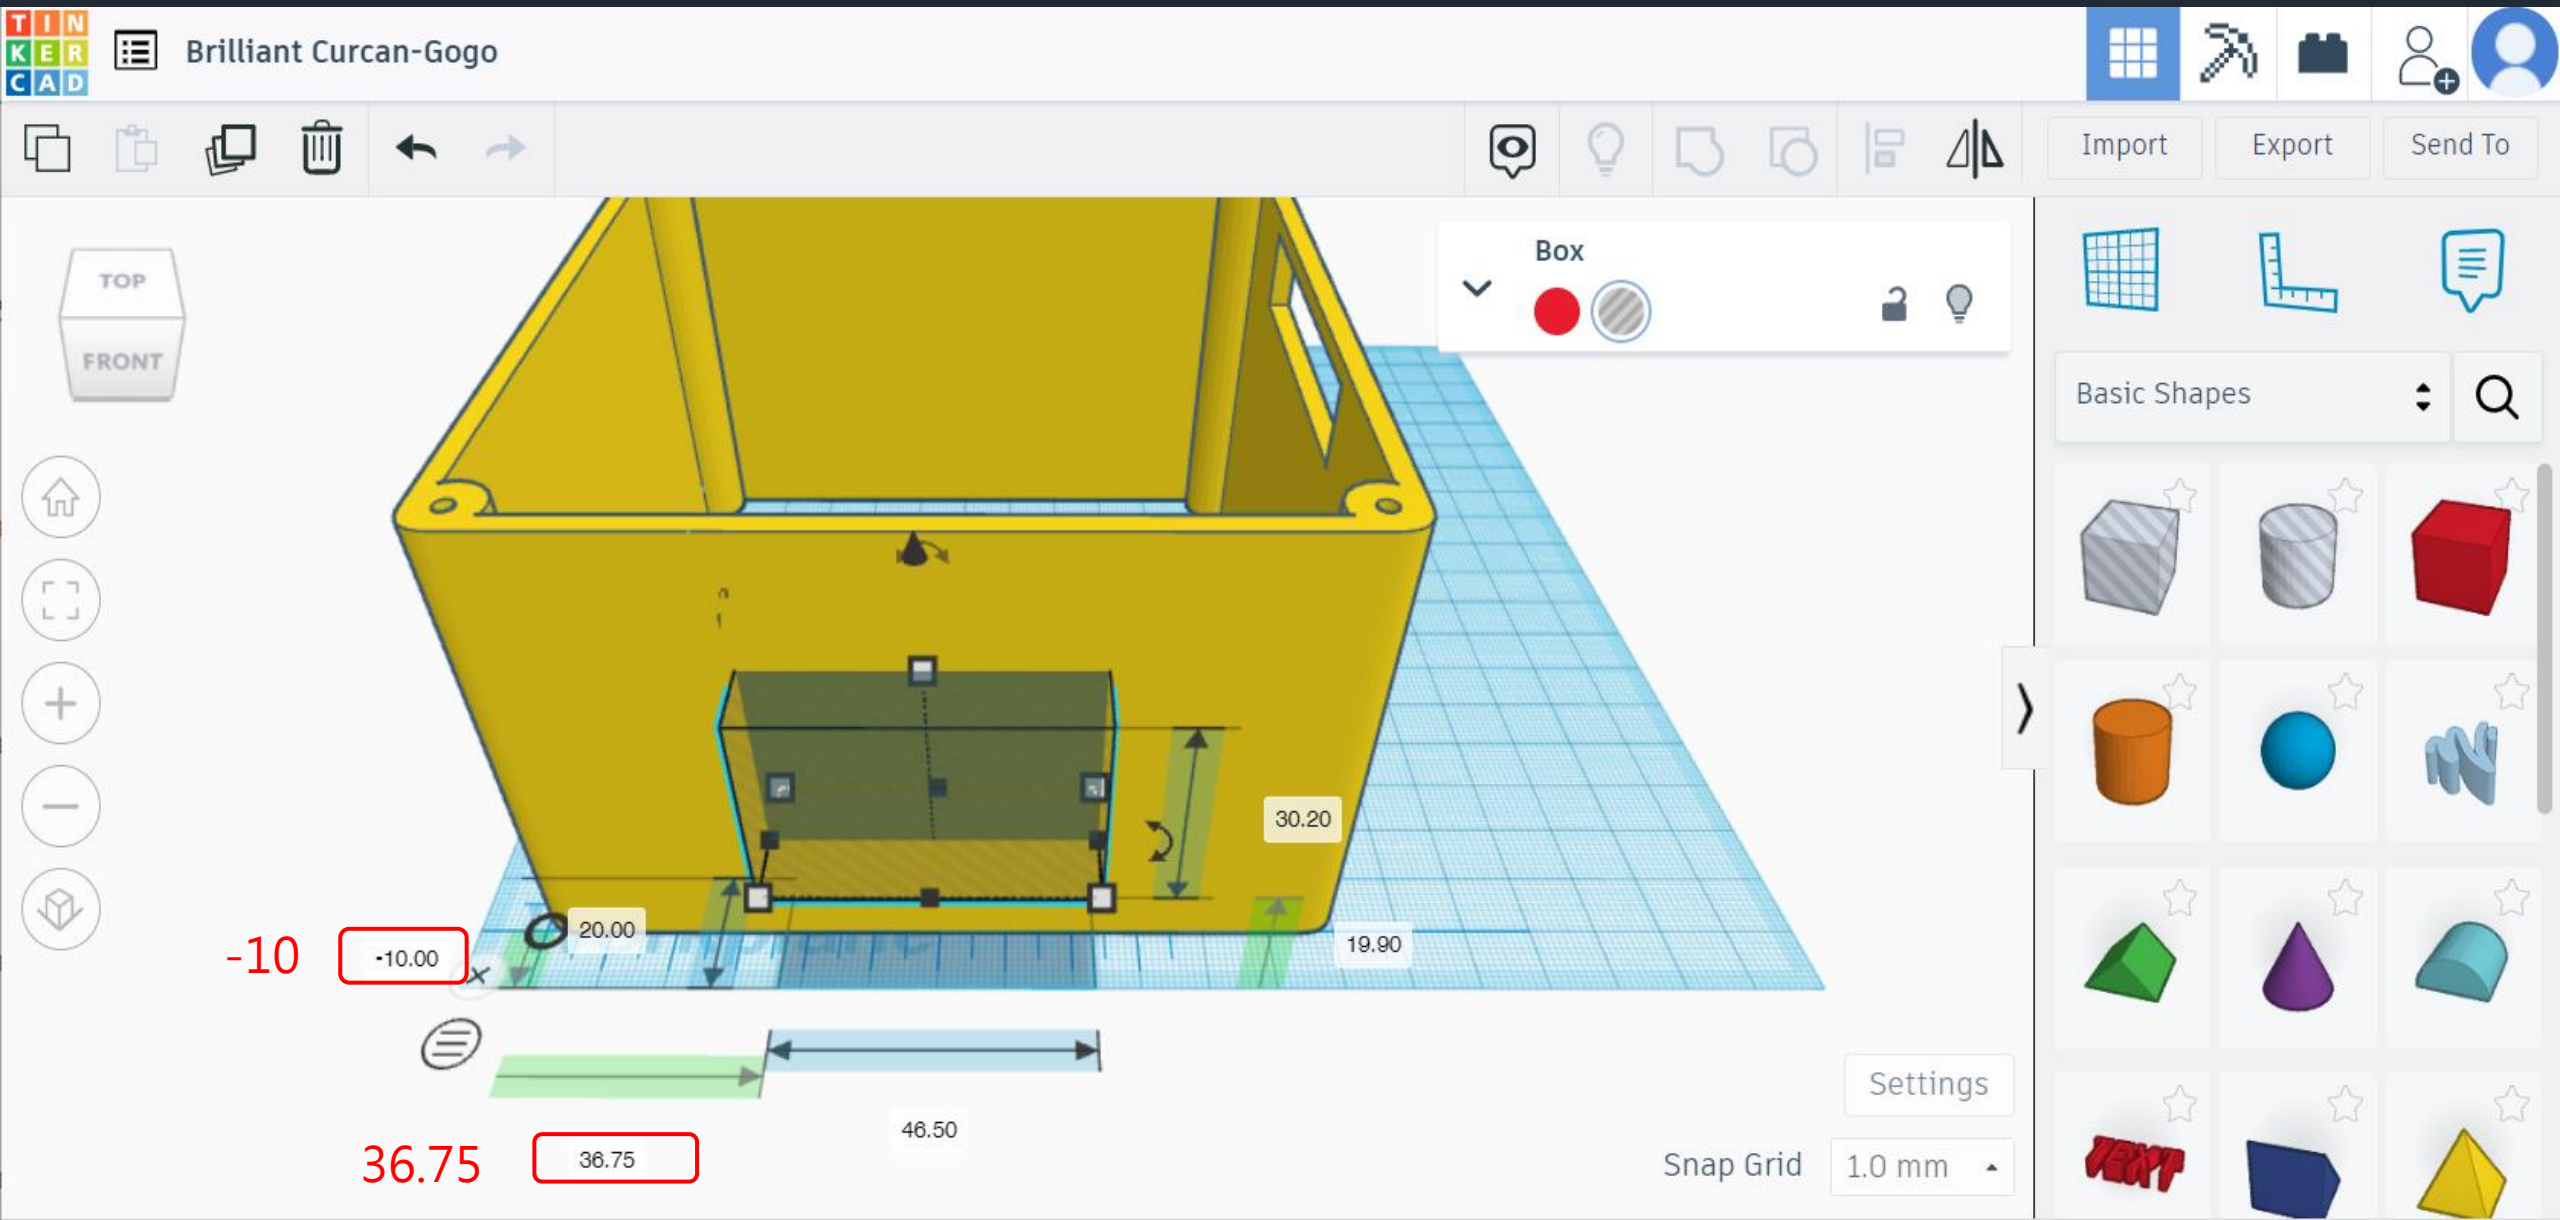 TIN
KER
CAD
Brilliant Curcan-Gogo
Import
Export
Send To
TOP
FRONT
Box
Basic Shapes
30.20
20.00
19.90
-10
-10.00
46.50
36.75
36.75
Settings
Snap Grid
1.0 mm
TEXT